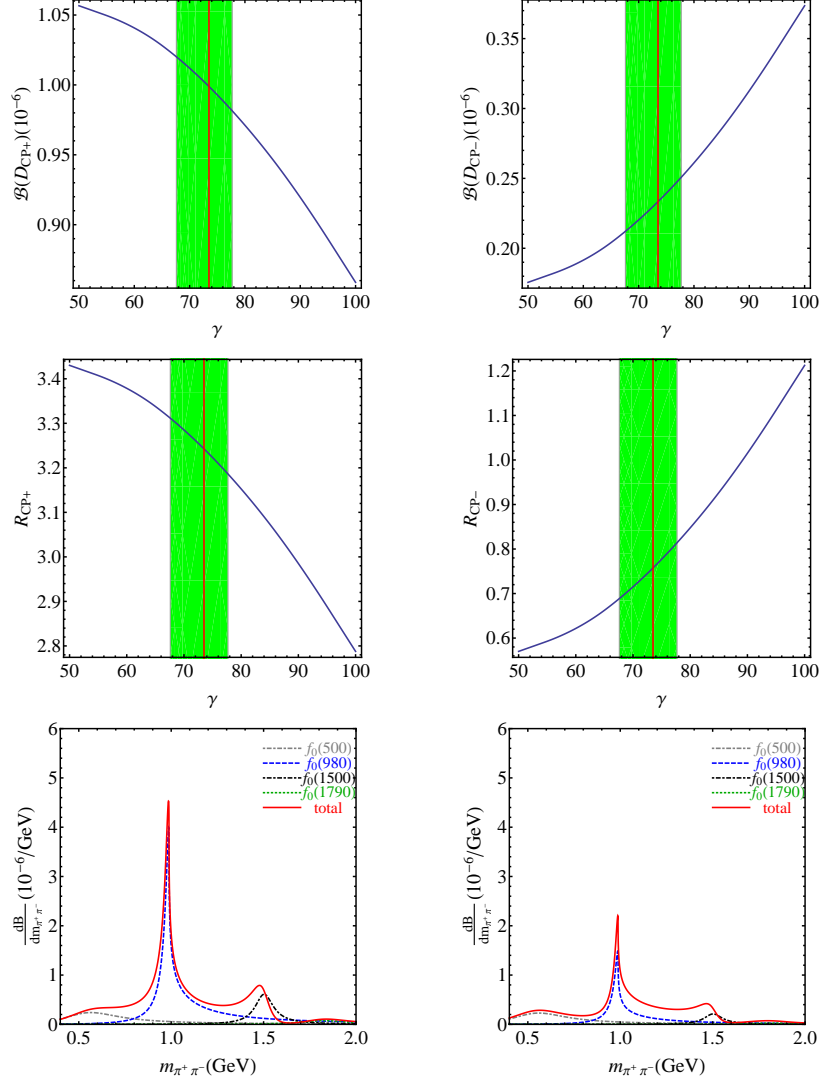 1.05
1.00
0.95
0.90
50 60 70 80 90 100
γ
ℬ(D_CP+)(10^-6)
0.35
0.30
0.25
0.20
50 60 70 80 90 100
γ
ℬ(D_CP-)(10^-6)
3.4
3.3
3.2
3.1
3.0
2.9
2.8
50 60 70 80 90 100
γ
R_CP+
1.2
1.1
1.0
0.9
0.8
0.7
0.6
50 60 70 80 90 100
γ
R_CP-
6
5
4
3
2
1
0
0.5 1.0 1.5 2.0
m_π+ π- (GeV)
dB/dm_π+ π- (10^-6/GeV)
f0(500)
f0(980)
f0(1500)
f0(1790)
total
6
5
4
3
2
1
0
0.5 1.0 1.5 2.0
m_π+ π- (GeV)
dB/dm_π+ π- (10^-6/GeV)
f0(500)
f0(980)
f0(1500)
f0(1790)
total